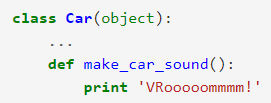 class Car(object):
    ...
    def make_car_sound():
        print 'VRooooommmm!'